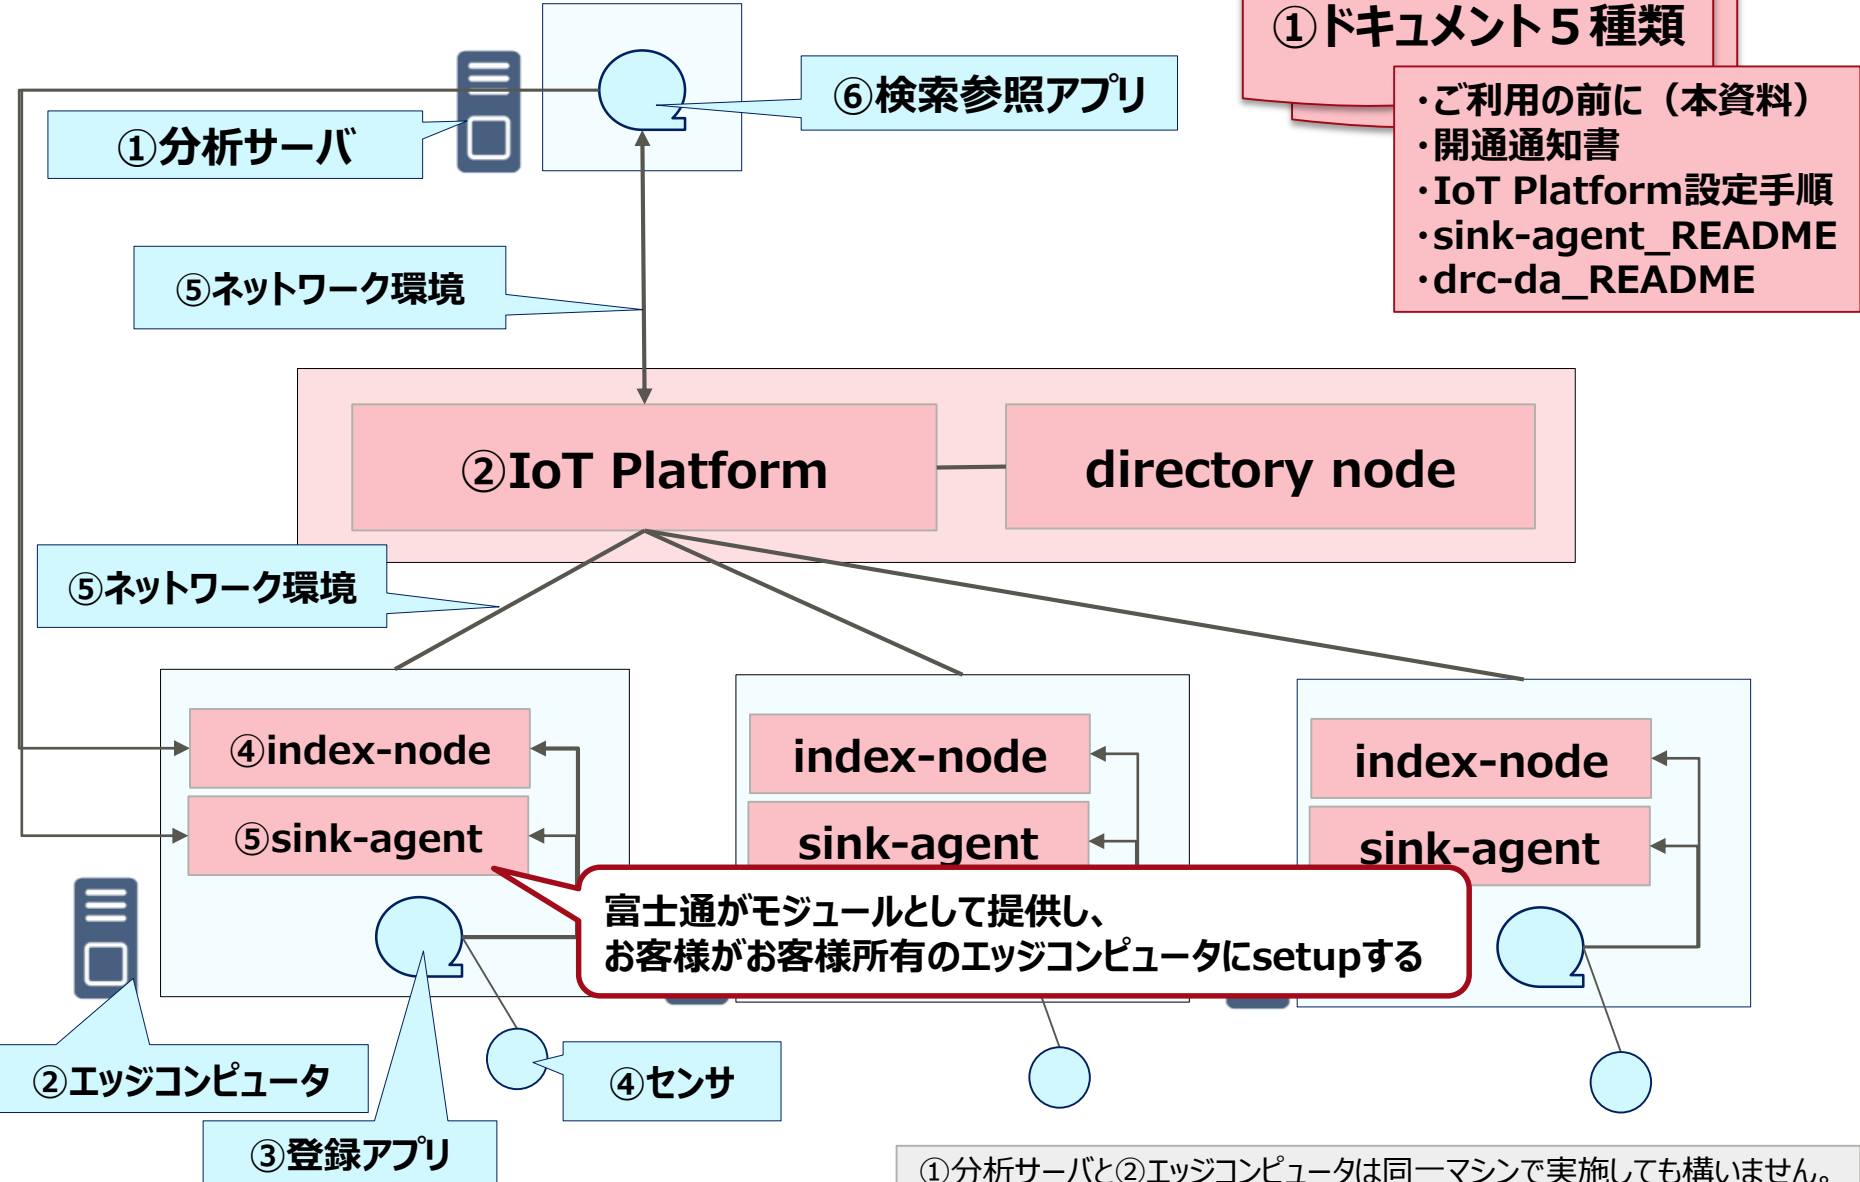 ①ドキュメント５種類
・ご利用の前に（本資料）
・開通通知書
・IoT Platform設定手順
・sink-agent_README
・drc-da_README
⑥検索参照アプリ
①分析サーバ
⑤ネットワーク環境
②IoT Platform
directory node
⑤ネットワーク環境
④index-node
⑤sink-agent
index-node
sink-agent
index-node
sink-agent
富士通がモジュールとして提供し、
お客様がお客様所有のエッジコンピュータにsetupする
②エッジコンピュータ
④センサ
③登録アプリ
①分析サーバと②エッジコンピュータは同一マシンで実施しても構いません。